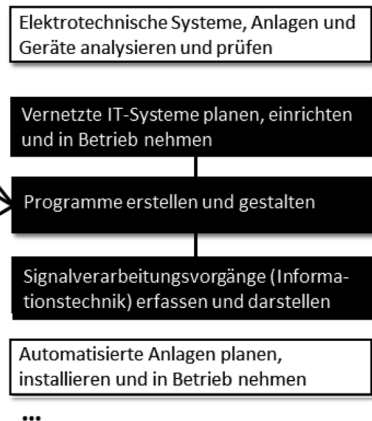 Elektrotechnische Systeme, Anlagen und
Geräte analysieren und prüfen
Vernetzte IT-Systeme planen, einrichten
und in Betrieb nehmen
Programme erstellen und gestalten
Signalverarbeitungsvorgänge (Informa-
tionstechnik) erfassen und darstellen
Automatisierte Anlagen planen,
installieren und in Betrieb nehmen
...